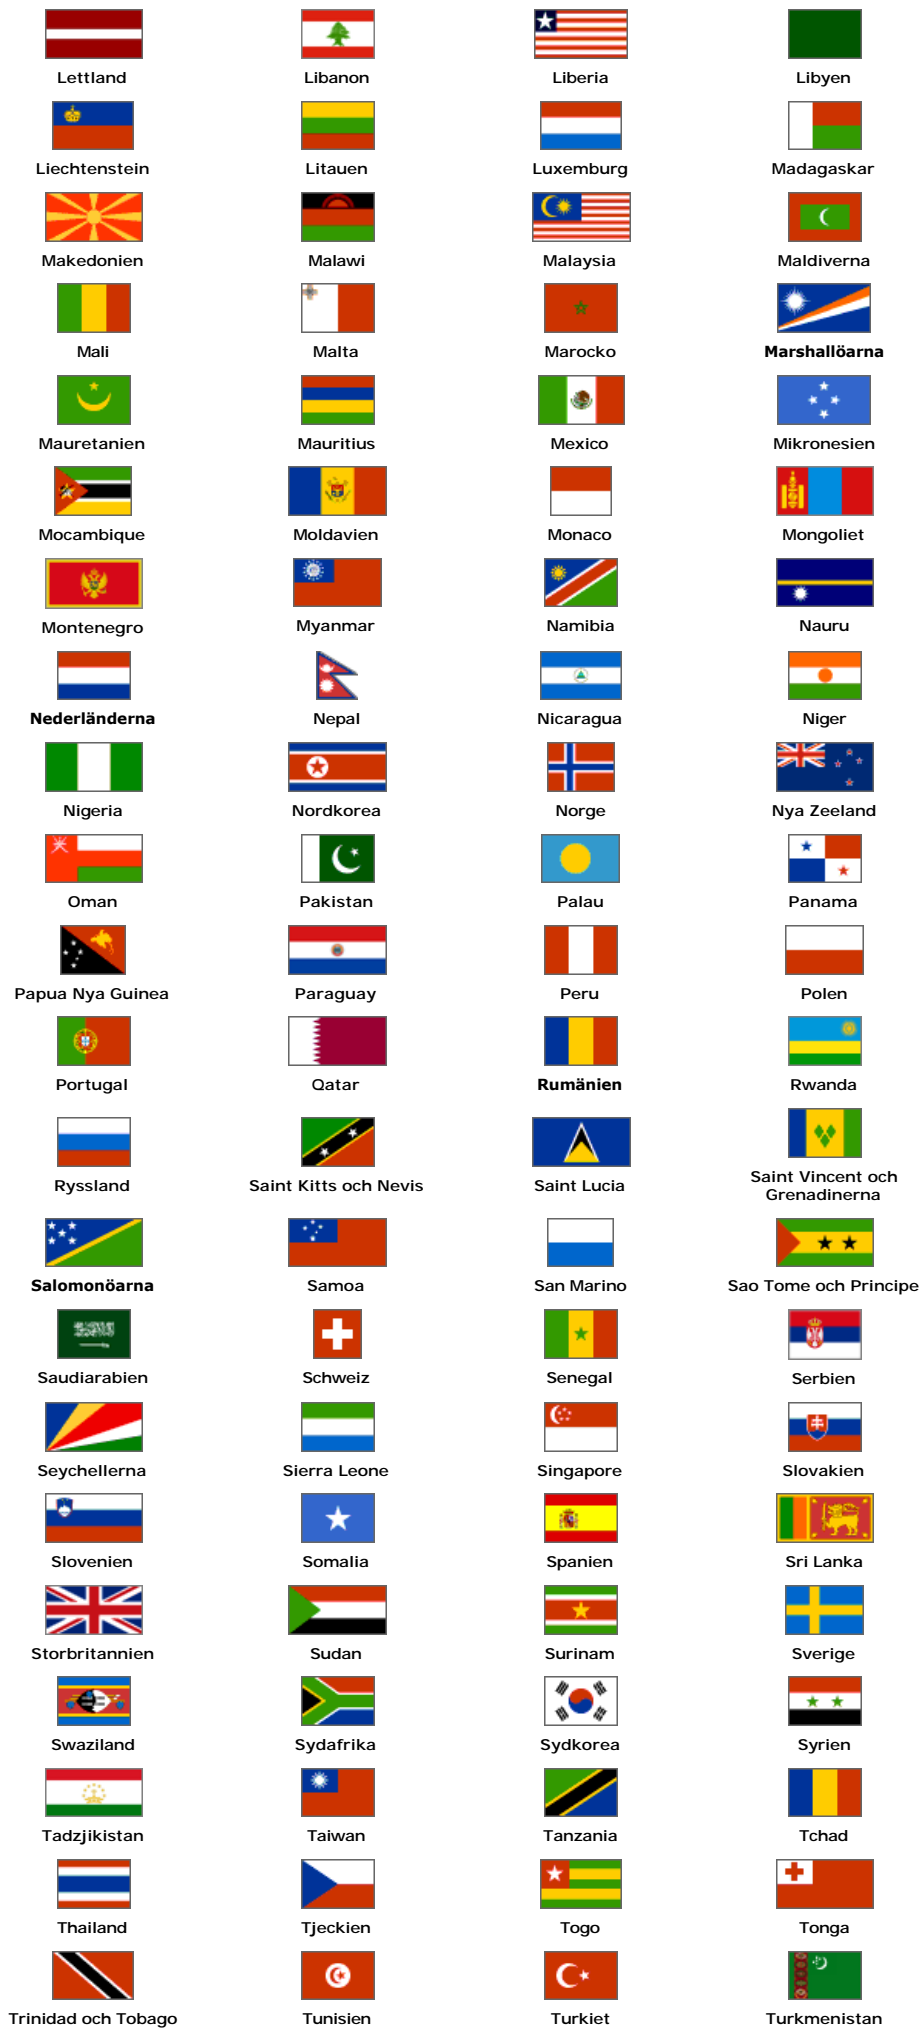 Lettland
Libanon
Liberia
Libyen
Liechtenstein
Litauen
Luxemburg
Madagaskar
Makedonien
Malawi
Malaysia
Maldiverna
Mali
Malta
Marocko
Marshallöarna
Mauretanien
Mauritius
Mexico
Mikronesien
Mocambique
Moldavien
Monaco
Mongoliet
Montenegro
Myanmar
Namibia
Nauru
Nederländerna
Nepal
Nicaragua
Niger
Nigeria
Nordkorea
Norge
Nya Zeeland
Oman
Pakistan
Palau
Panama
Papua Nya Guinea
Paraguay
Peru
Polen
Portugal
Qatar
Rumänien
Rwanda
Ryssland
Saint Kitts och Nevis
Saint Lucia
Saint Vincent och
Grenadinerna
Salomonöarna
Samoa
San Marino
Sao Tome och Principe
Saudiarabien
Schweiz
Senegal
Serbien
Seychellerna
Sierra Leone
Singapore
Slovakien
Slovenien
Somalia
Spanien
Sri Lanka
Storbritannien
Sudan
Surinam
Sverige
Swaziland
Sydafrika
Sydkorea
Syrien
Tadzjikistan
Taiwan
Tanzania
Tchad
Thailand
Tjeckien
Togo
Tonga
Trinidad och Tobago
Tunisien
Turkiet
Turkmenistan